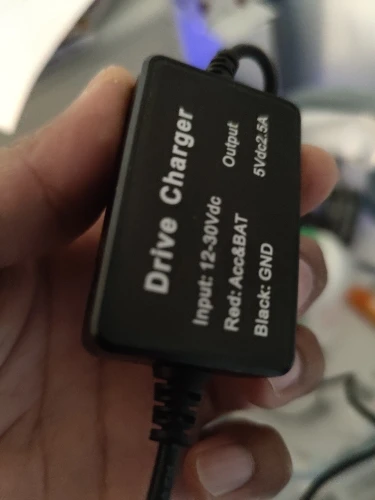 Drive Charger
Input: 12-30Vdc Output
Red: Acc&BAT 5Vdc2.5A
Black: GND